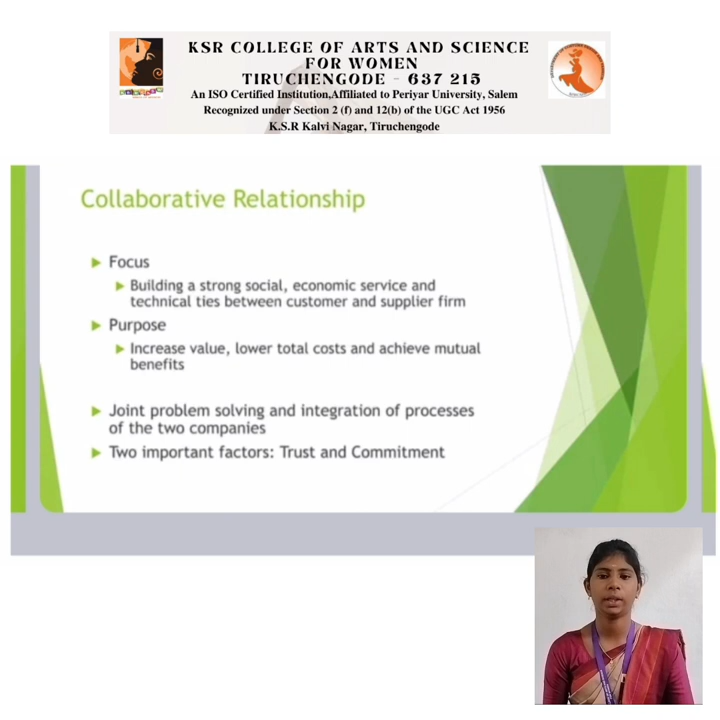 KSR COLLEGE OF ARTS AND SCIENCE
FOR WOMEN
TIRUCHENGODE - 637 215
An ISO Certified Institution,Affiliated to Periyar University, Salem
Recognized under Section 2 (f) and 12(b) of the UGC Act 1956
K.S.R Kalvi Nagar, Tiruchengode
Collaborative Relationship
Focus
Building a strong social, economic service and
technical ties between customer and supplier firm
Purpose
Increase value, lower total costs and achieve mutual
benefits
Joint problem solving and integration of processes
of the two companies
Two important factors: Trust and Commitment